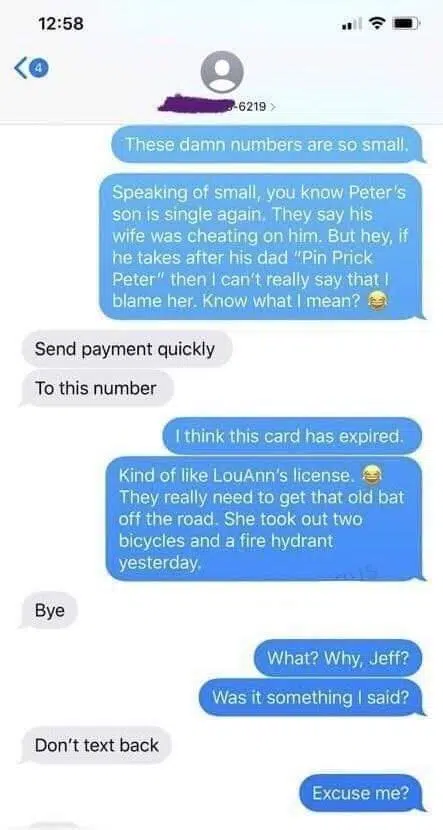 12:58
4
-6219 >
These damn numbers are so small.
Speaking of small, you know Peter's
son is single again. They say his
wife was cheating on him. But hey, if
he takes after his dad "Pin Prick
Peter" then I can't really say that I
blame her. Know what I mean? 😂
Send payment quickly
To this number
I think this card has expired.
Kind of like LouAnn's license. 😂
They really need to get that old bat
off the road. She took out two
bicycles and a fire hydrant
yesterday.
Bye
What? Why, Jeff?
Was it something I said?
Don't text back
Excuse me?